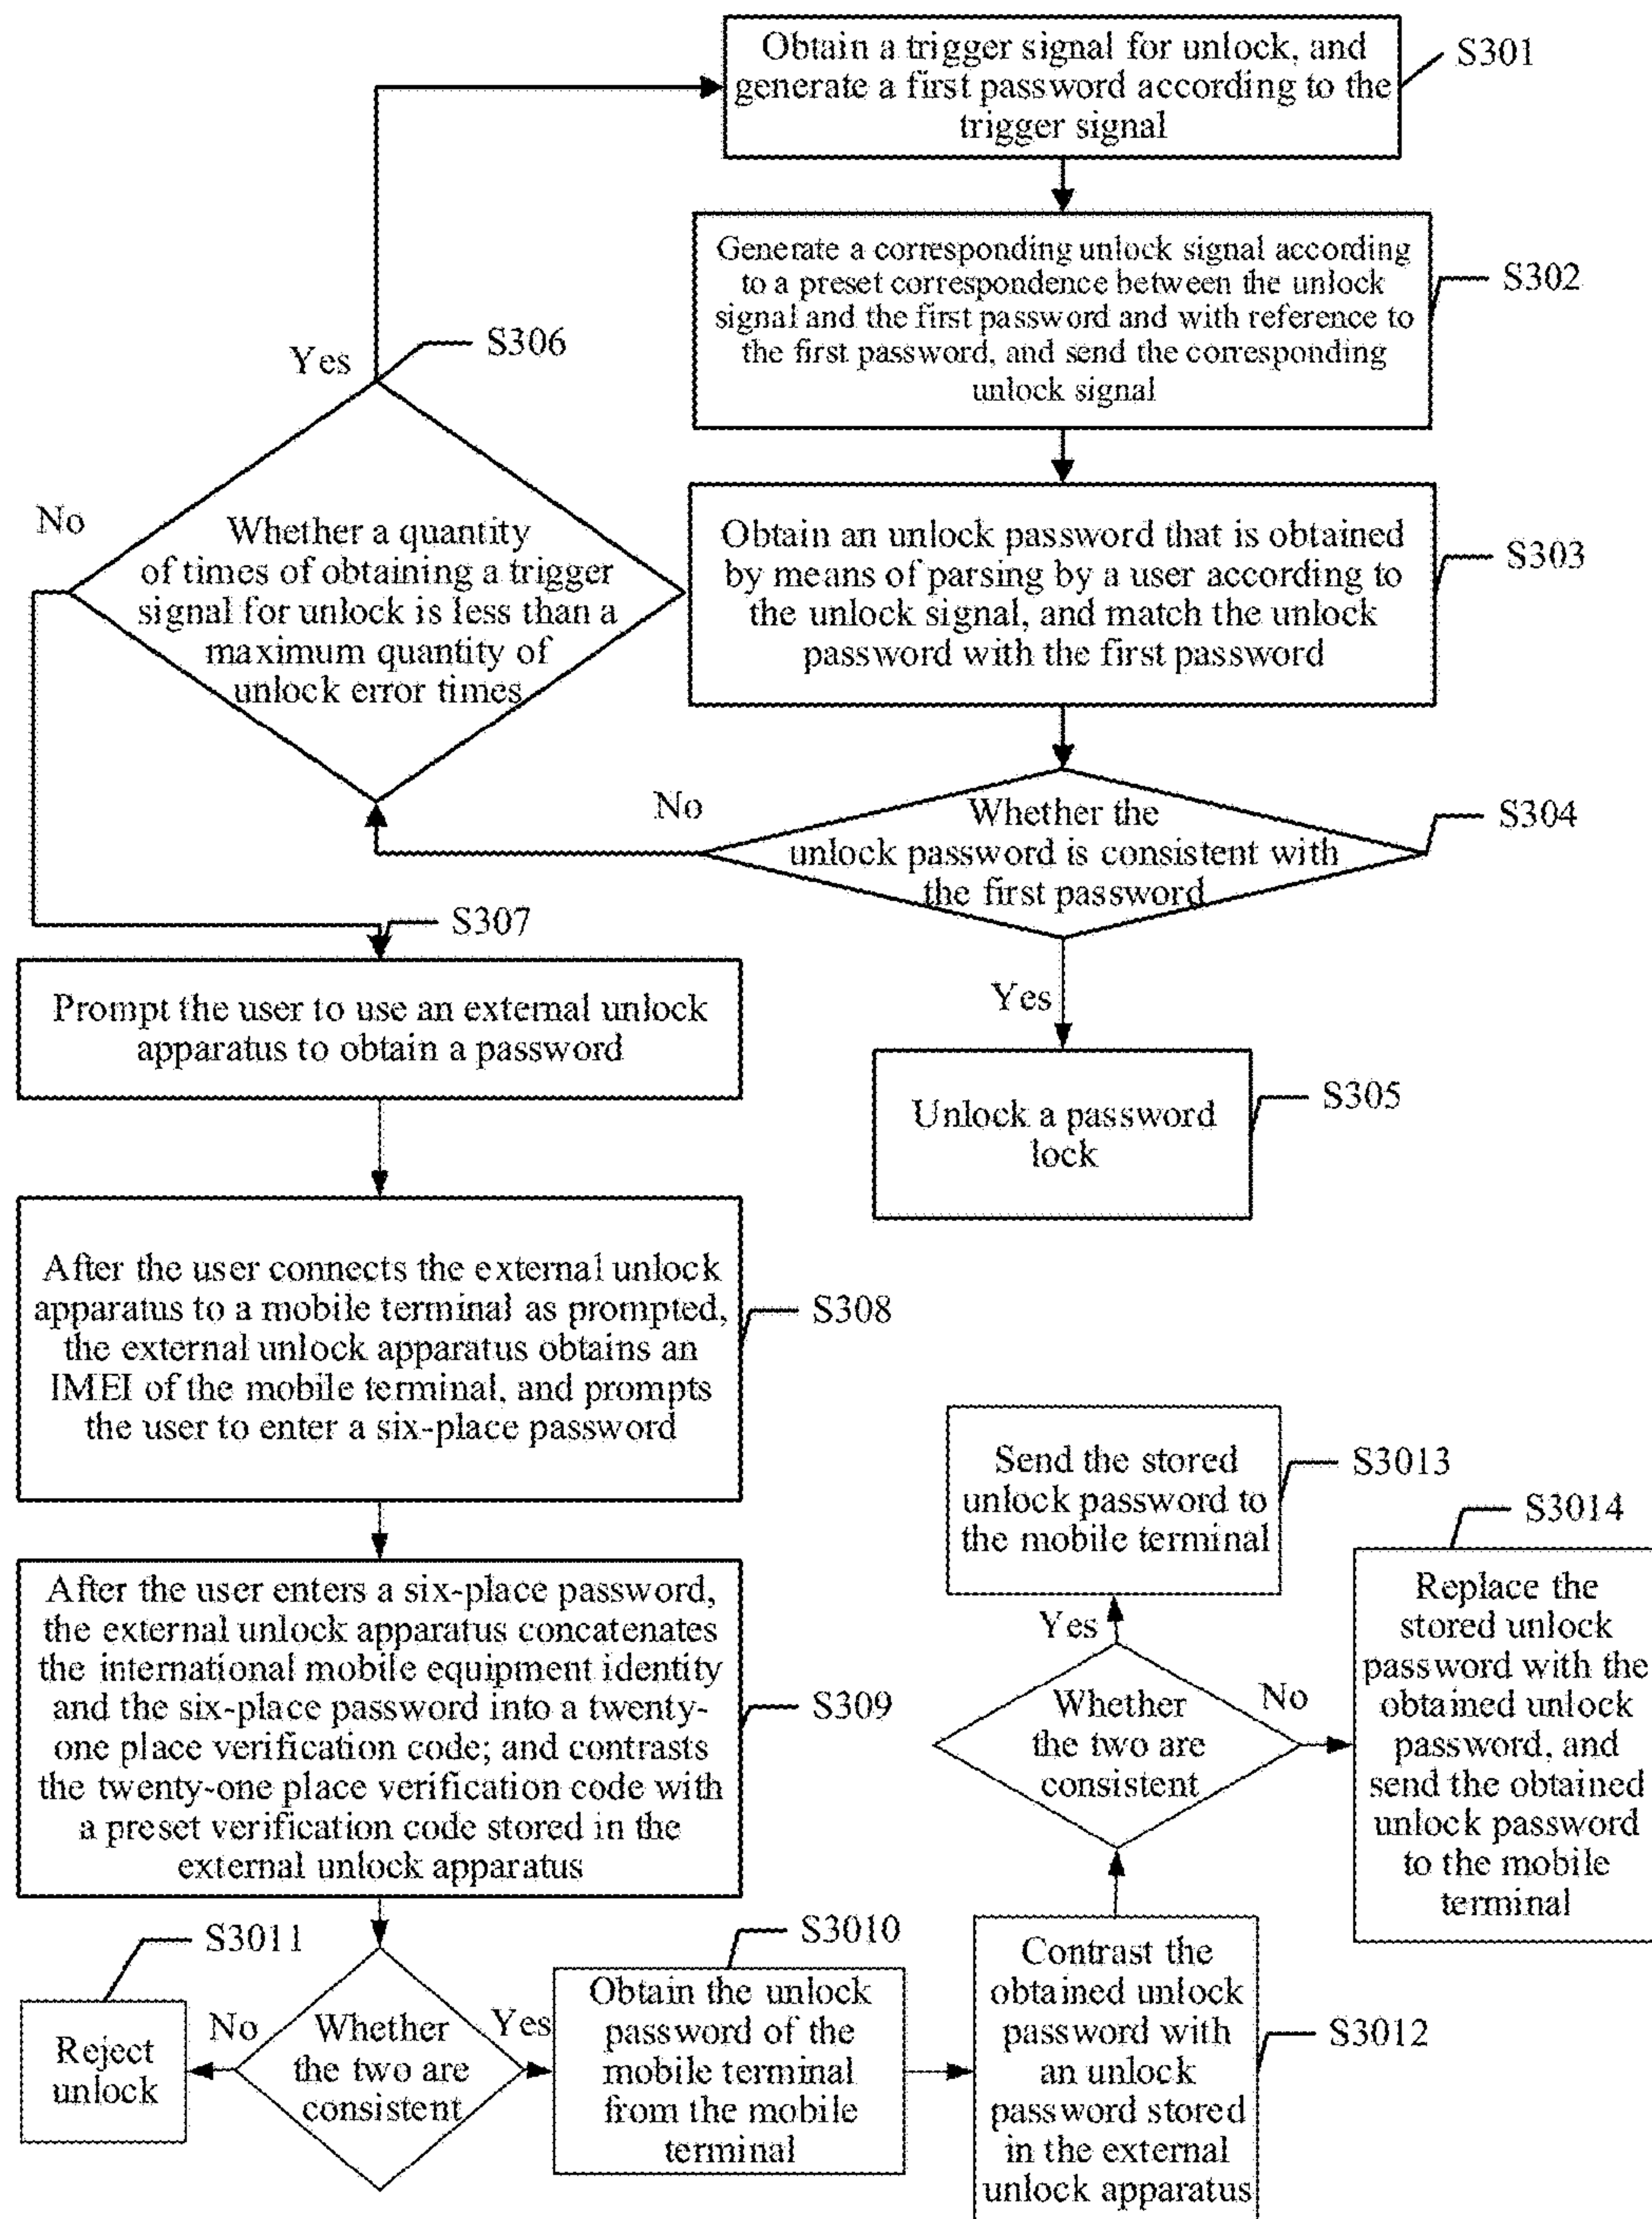 Obtain a trigger signal for unlock, and
generate a first password according to the
trigger signal
S301
Generate a corresponding unlock signal according
to a preset correspondence between the unlock
signal and the first password and with reference to
the first password, and send the corresponding
unlock signal
S302
S306
Yes
No
Whether a quantity
of times of obtaining a trigger
signal for unlock is less than a
maximum quantity of
unlock error times
Obtain an unlock password that is obtained
by means of parsing by a user according to
the unlock signal, and match the unlock
password with the first password
S303
No
Whether the
unlock password is consistent with
the first password
S304
S307
Yes
Prompt the user to use an external unlock
apparatus to obtain a password
Unlock a password
lock
S305
After the user connects the external unlock
apparatus to a mobile terminal as prompted,
the external unlock apparatus obtains an
IMEI of the mobile terminal, and prompts
the user to enter a six-place password
S308
After the user enters a six-place password,
the external unlock apparatus concatenates
the international mobile equipment identity
and the six-place password into a twenty-
one place verification code; and contrasts
the twenty-one place verification code with
a preset verification code stored in the
external unlock apparatus
S309
Send the stored
unlock password to
the mobile terminal
S3013
S3014
Replace the
stored unlock
password with the
obtained unlock
password, and
send the obtained
unlock password
to the mobile
terminal
Yes
No
Whether
the two are
consistent
S3011
Reject
unlock
No
Whether
the two are
consistent
Yes
S3010
Obtain the unlock
password of the
mobile terminal
from the mobile
terminal
Contrast the
obtained unlock
password with
an unlock
password stored
in the external
unlock apparatus
S3012